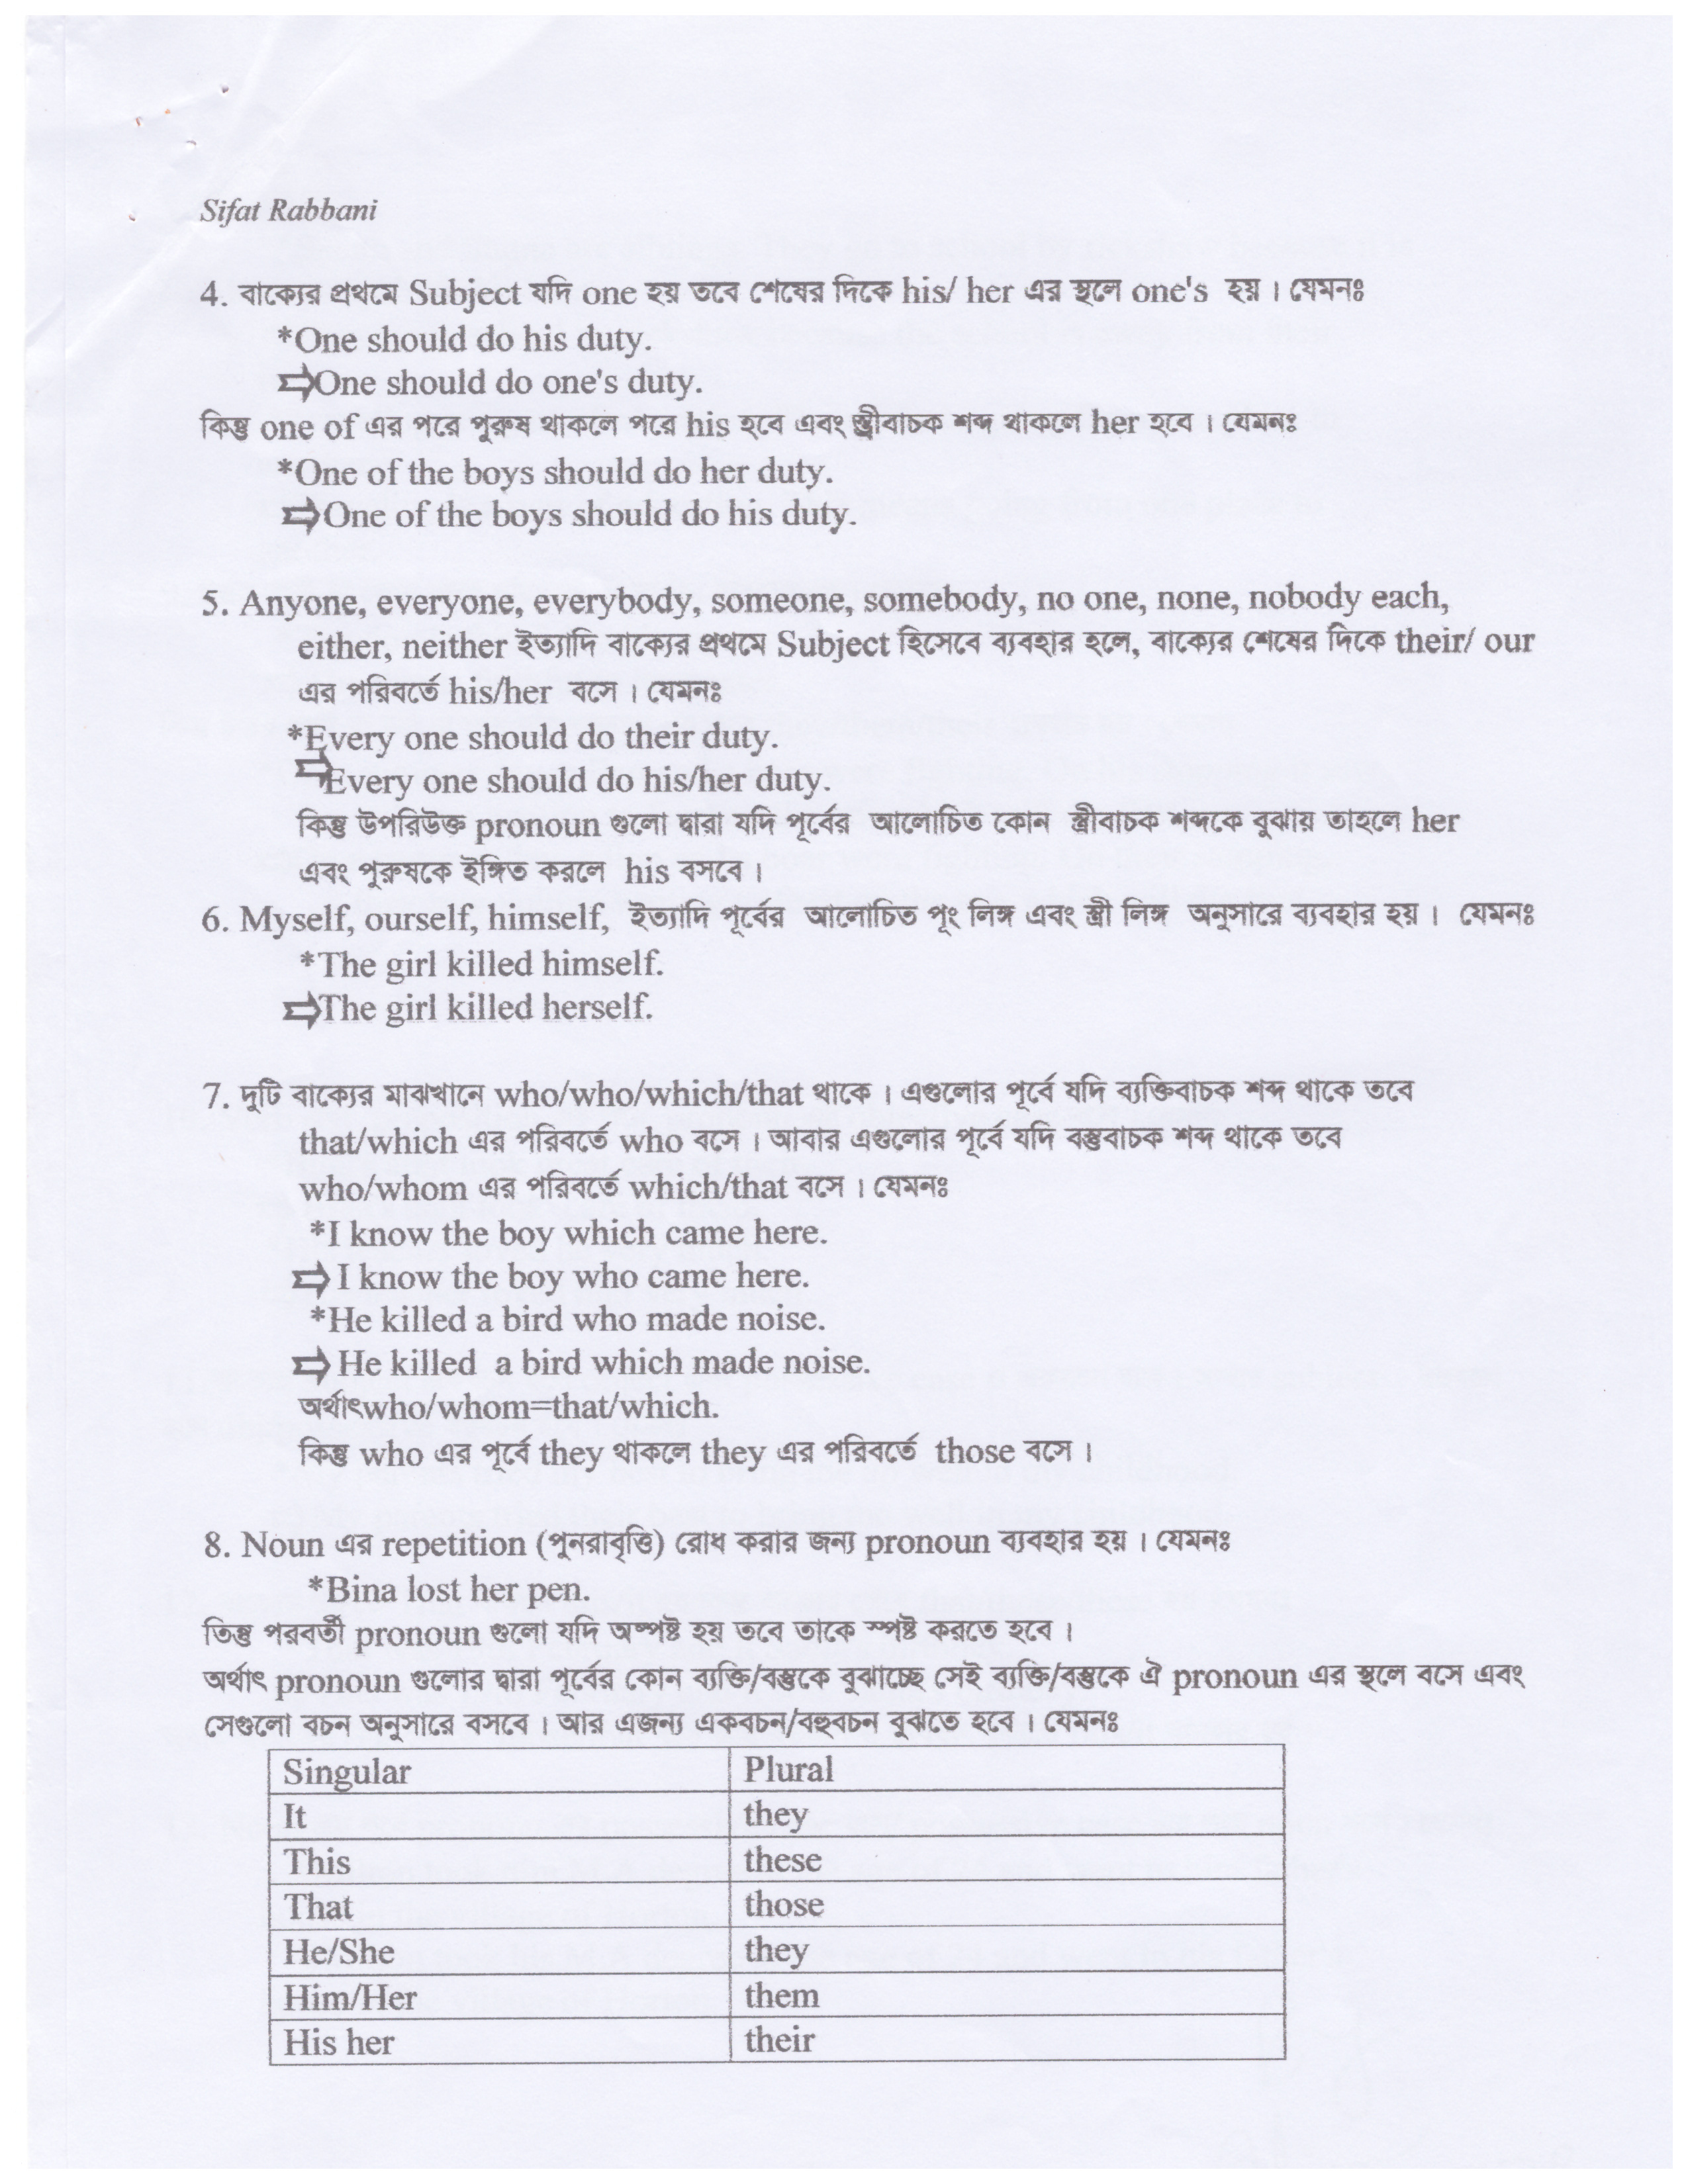 Sifat Rabbani
4. বাক্যের প্রথমে Subject যদি one হয় তবে শেষের দিকে his/ her এর স্থলে one's হয়। যেমনঃ
*One should do his duty.
⇨One should do one's duty.
কিন্তু one of এর পরে পুরুষ থাকলে পরে his হবে এবং স্ত্রীবাচক শব্দ থাকলে her হবে। যেমনঃ
*One of the boys should do her duty.
⇨One of the boys should do his duty.
5. Anyone, everyone, everybody, someone, somebody, no one, none, nobody each,
either, neither ইত্যাদি বাক্যের প্রথমে Subject হিসেবে ব্যবহার হলে, বাক্যের শেষের দিকে their/ our
এর পরিবর্তে his/her বসে। যেমনঃ
*Every one should do their duty.
⇨Every one should do his/her duty.
কিন্তু উপরিউক্ত pronoun গুলো দ্বারা যদি পূর্বের আলোচিত কোন স্ত্রীবাচক শব্দকে বুঝায় তাহলে her
এবং পুরুষকে ইঙ্গিত করলে his বসবে।
6. Myself, ourself, himself, ইত্যাদি পূর্বের আলোচিত পূং লিঙ্গ এবং স্ত্রী লিঙ্গ অনুসারে ব্যবহার হয়। যেমনঃ
*The girl killed himself.
⇨The girl killed herself.
7. দুটি বাক্যের মাঝখানে who/who/which/that থাকে। এগুলোর পূর্বে যদি ব্যক্তিবাচক শব্দ থাকে তবে
that/which এর পরিবর্তে who বসে। আবার এগুলোর পূর্বে যদি বস্তুবাচক শব্দ থাকে তবে
who/whom এর পরিবর্তে which/that বসে। যেমনঃ
*I know the boy which came here.
⇨ I know the boy who came here.
*He killed a bird who made noise.
⇨ He killed a bird which made noise.
অর্থাৎwho/whom=that/which.
কিন্তু who এর পূর্বে they থাকলে they এর পরিবর্তে those বসে।
8. Noun এর repetition (পুনরাবৃত্তি) রোধ করার জন্য pronoun ব্যবহার হয়। যেমনঃ
*Bina lost her pen.
তিন্তু পরবর্তী pronoun গুলো যদি অস্পষ্ট হয় তবে তাকে স্পষ্ট করতে হবে।
অর্থাৎ pronoun গুলোর দ্বারা পূর্বের কোন ব্যক্তি/বস্তুকে বুঝাচ্ছে সেই ব্যক্তি/বস্তুকে ঐ pronoun এর স্থলে বসে এবং
সেগুলো বচন অনুসারে বসবে। আর এজন্য একবচন/বহুবচন বুঝতে হবে। যেমনঃ
Singular Plural
It they
This these
That those
He/She they
Him/Her them
His her their